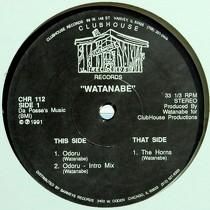 CLUBHOUSE
RECORDS
"WATANABE"
CHR 112
SIDE 1
Da Posse's Music
(BMI)
℗©1991
33 1/3 RPM
STEREO
Produced By
Watanabe for
ClubHouse Productions
THIS SIDE
1. Odoru
(Watanabe)
2. Odoru - Intro Mix
(Watanabe)
THAT SIDE
1. The Horns
(Watanabe)